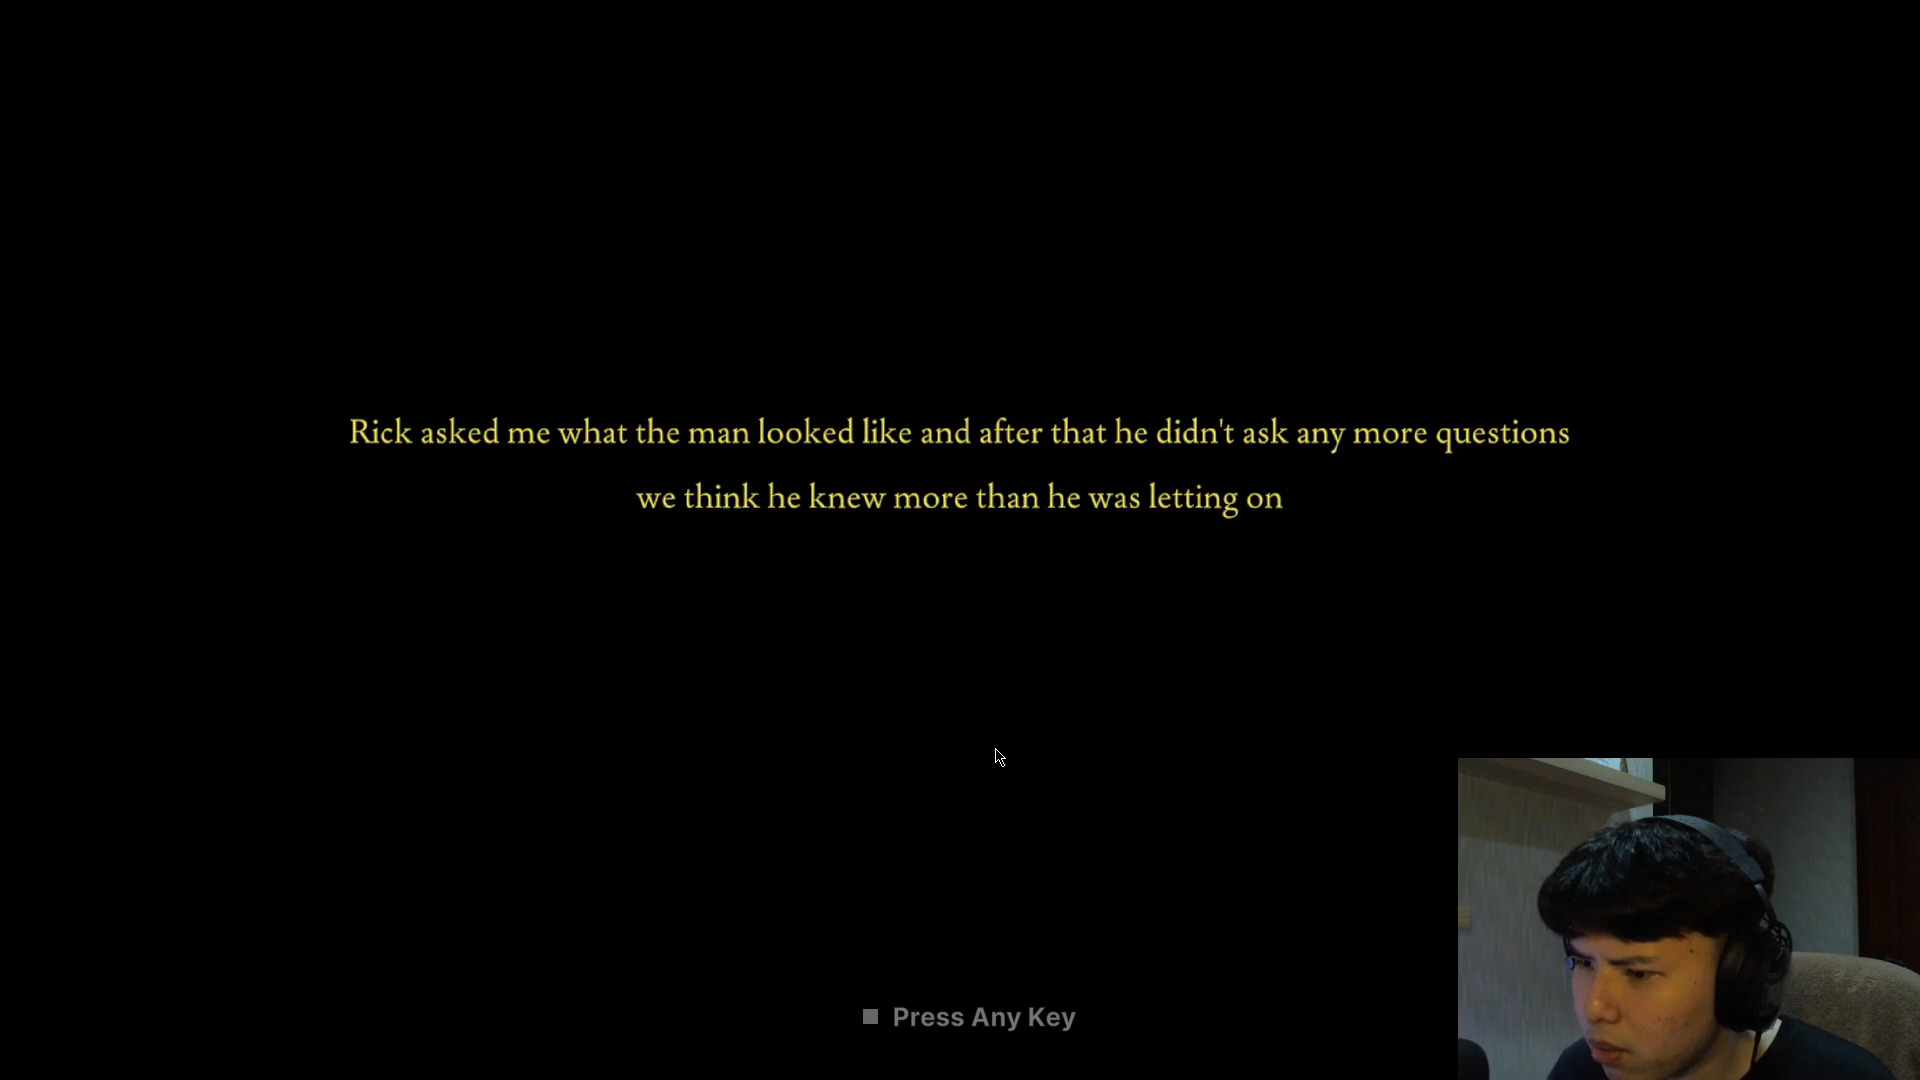 Rick asked me what the man looked like and after that he didn't ask any more questions
we think he knew more than he was letting on
Press Any Key